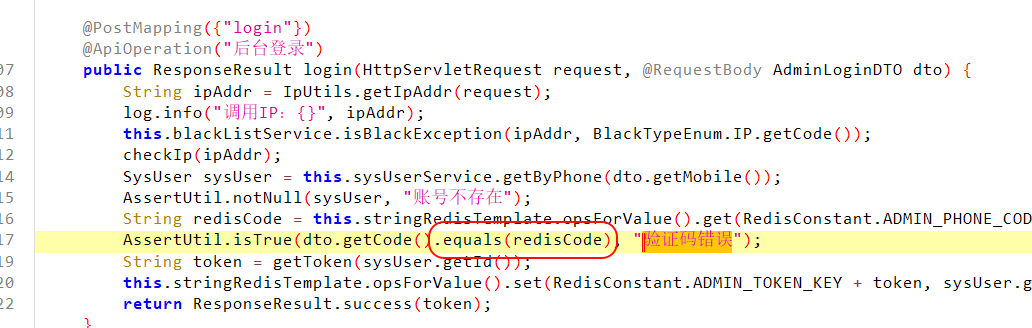 @PostMapping({"login"})
@ApiOperation("后台登录")
07 public ResponseResult login(HttpServletRequest request, @RequestBody AdminLoginDTO dto) {
08 String ipAddr = IpUtils.getIpAddr(request);
09 log.info("调用IP：{}", ipAddr);
11 this.blackListService.isBlackException(ipAddr, BlackTypeEnum.IP.getCode());
12 checkIp(ipAddr);
14 SysUser sysUser = this.sysUserService.getByPhone(dto.getMobile());
15 AssertUtil.notNull(sysUser, "账号不存在");
16 String redisCode = this.stringRedisTemplate.opsForValue().get(RedisConstant.ADMIN_PHONE_COD
17 AssertUtil.isTrue(dto.getCode().equals(redisCode), "验证码错误");
19 String token = getToken(sysUser.getId());
20 this.stringRedisTemplate.opsForValue().set(RedisConstant.ADMIN_TOKEN_KEY + token, sysUser.g
22 return ResponseResult.success(token);
}